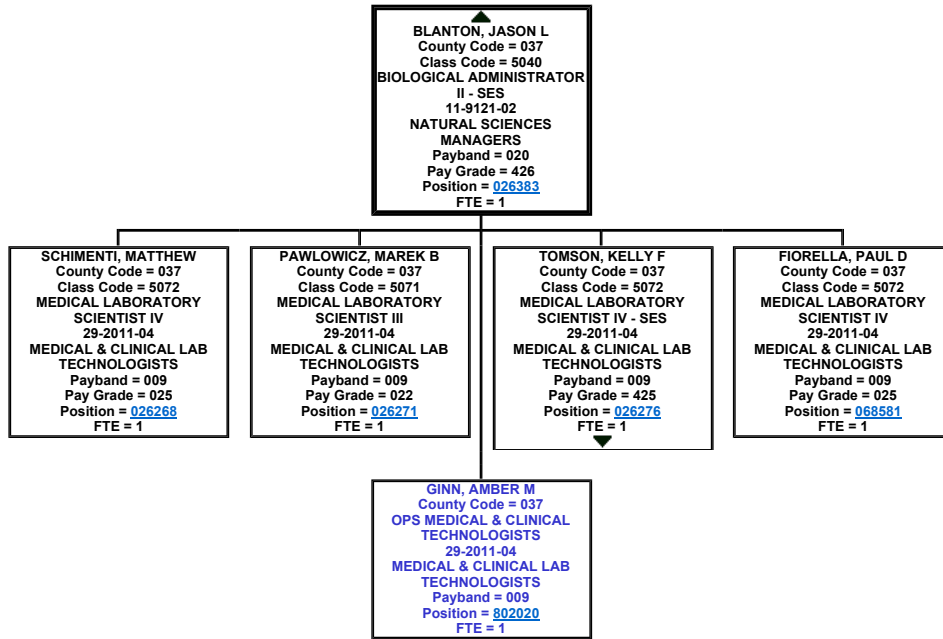 BLANTON, JASON L
County Code = 037
Class Code = 5040
BIOLOGICAL ADMINISTRATOR
II - SES
11-9121-02
NATURAL SCIENCES
MANAGERS
Payband = 020
Pay Grade = 426
Position = 026383
FTE = 1
SCHIMENTI, MATTHEW
County Code = 037
Class Code = 5072
MEDICAL LABORATORY
SCIENTIST IV
29-2011-04
MEDICAL & CLINICAL LAB
TECHNOLOGISTS
Payband = 009
Pay Grade = 025
Position = 026268
FTE = 1
PAWLOWICZ, MAREK B
County Code = 037
Class Code = 5071
MEDICAL LABORATORY
SCIENTIST III
29-2011-04
MEDICAL & CLINICAL LAB
TECHNOLOGISTS
Payband = 009
Pay Grade = 022
Position = 026271
FTE = 1
TOMSON, KELLY F
County Code = 037
Class Code = 5072
MEDICAL LABORATORY
SCIENTIST IV - SES
29-2011-04
MEDICAL & CLINICAL LAB
TECHNOLOGISTS
Payband = 009
Pay Grade = 425
Position = 026276
FTE = 1
FIORELLA, PAUL D
County Code = 037
Class Code = 5072
MEDICAL LABORATORY
SCIENTIST IV
29-2011-04
MEDICAL & CLINICAL LAB
TECHNOLOGISTS
Payband = 009
Pay Grade = 025
Position = 068581
FTE = 1
GINN, AMBER M
County Code = 037
OPS MEDICAL & CLINICAL
TECHNOLOGISTS
29-2011-04
MEDICAL & CLINICAL LAB
TECHNOLOGISTS
Payband = 009
Position = 802020
FTE = 1